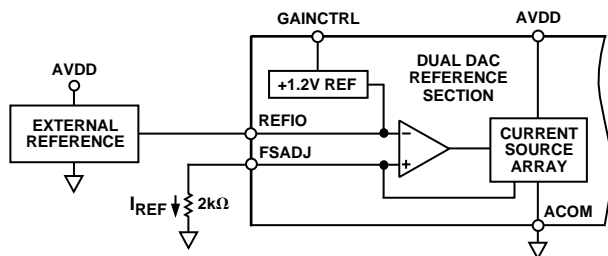 GAINCTRL
AVDD
AVDD
DUAL DAC
REFERENCE
SECTION
+1.2V REF
EXTERNAL
REFERENCE
REFIO
–
CURRENT
SOURCE
ARRAY
FSADJ
+
IREF
2kΩ
ACOM